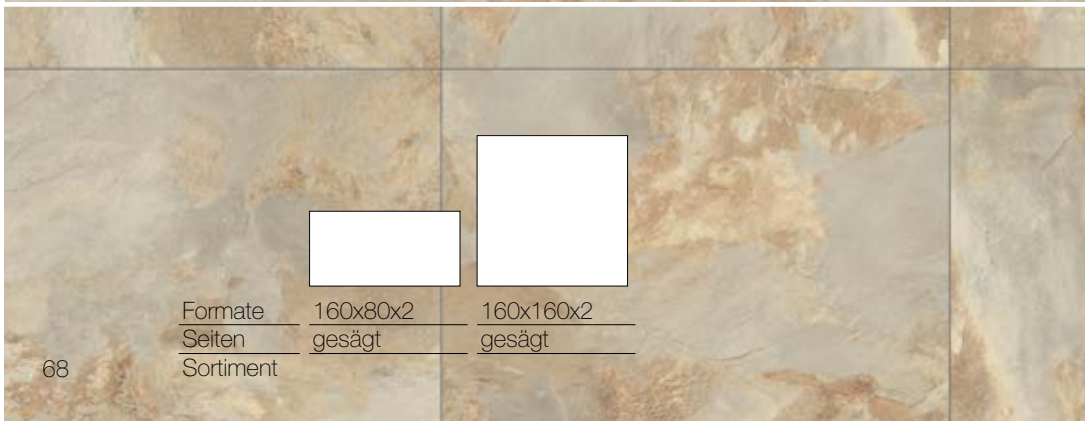 Formate 160x80x2 160x160x2
Seiten gesägt gesägt
68 Sortiment